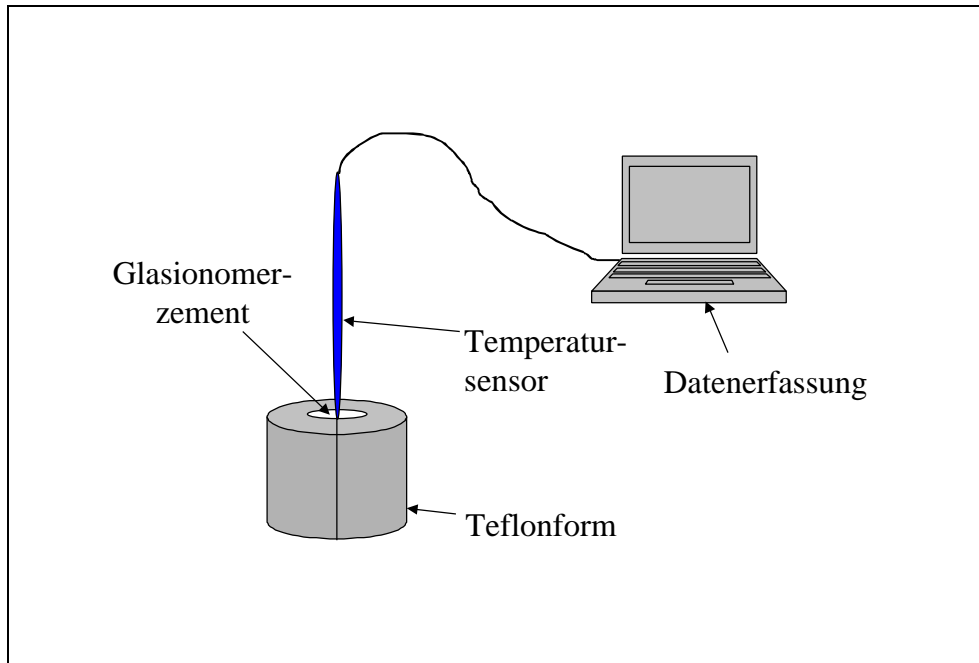 Glasionomer-
zement
Temperatur-
sensor
Datenerfassung
Teflonform